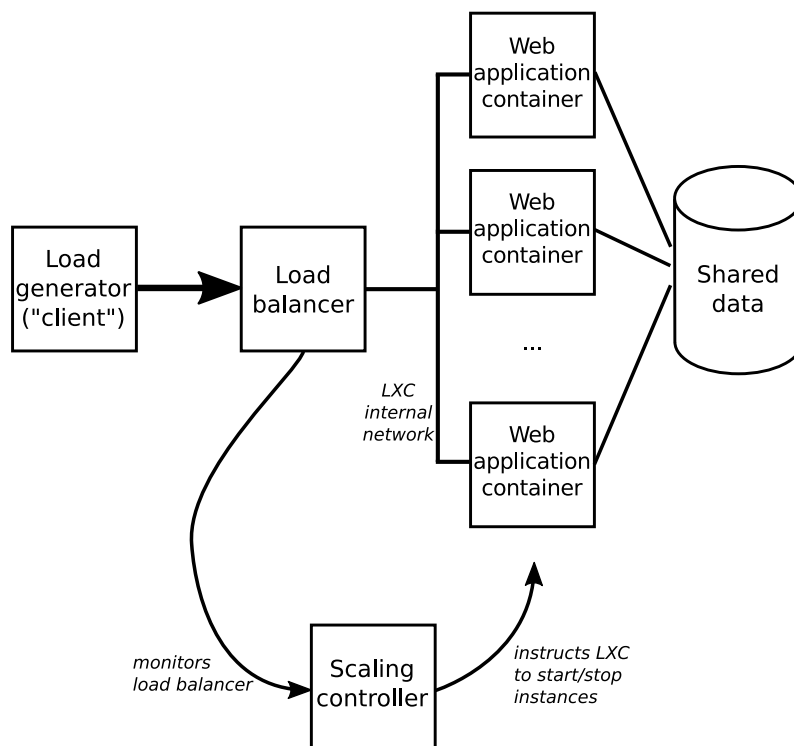 Web
application
container
Web
application
container
Load
generator
("client")
Load
balancer
Shared
data
...
LXC
internal
network
Web
application
container
monitors
load balancer
Scaling
controller
instructs LXC
to start/stop
instances